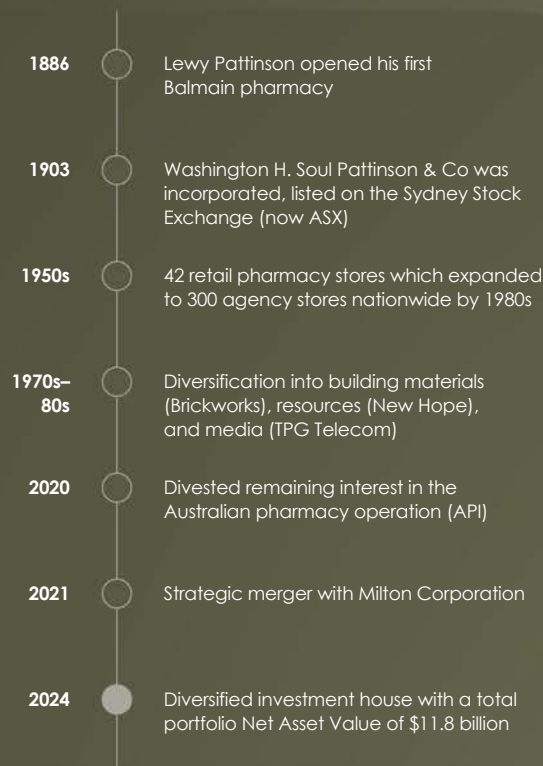 1886
Lewy Pattinson opened his first
Balmain pharmacy
1903
Washington H. Soul Pattinson & Co was
incorporated, listed on the Sydney Stock
Exchange (now ASX)
1950s
42 retail pharmacy stores which expanded
to 300 agency stores nationwide by 1980s
1970s–
80s
Diversification into building materials
(Brickworks), resources (New Hope),
and media (TPG Telecom)
2020
Divested remaining interest in the
Australian pharmacy operation (API)
2021
Strategic merger with Milton Corporation
2024
Diversified investment house with a total
portfolio Net Asset Value of $11.8 billion